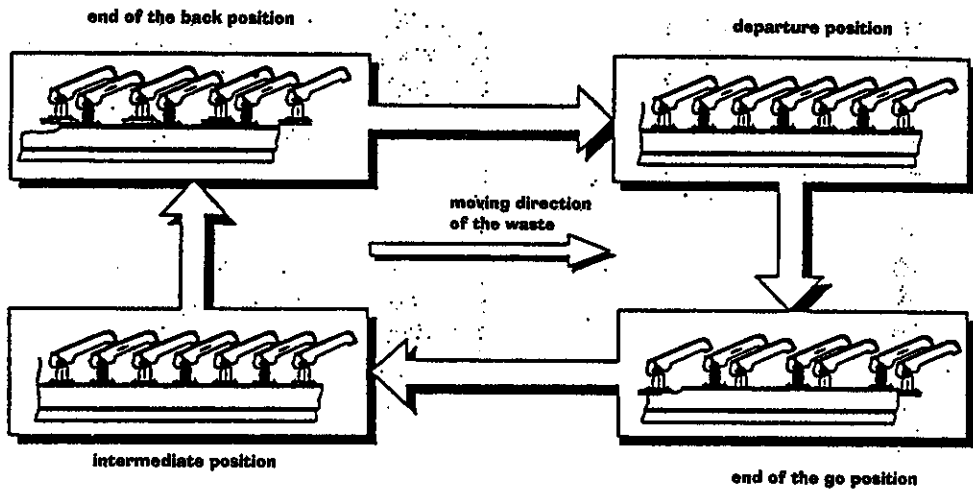 end of the back position
departure position
moving direction
of the waste
intermediate position
end of the go position